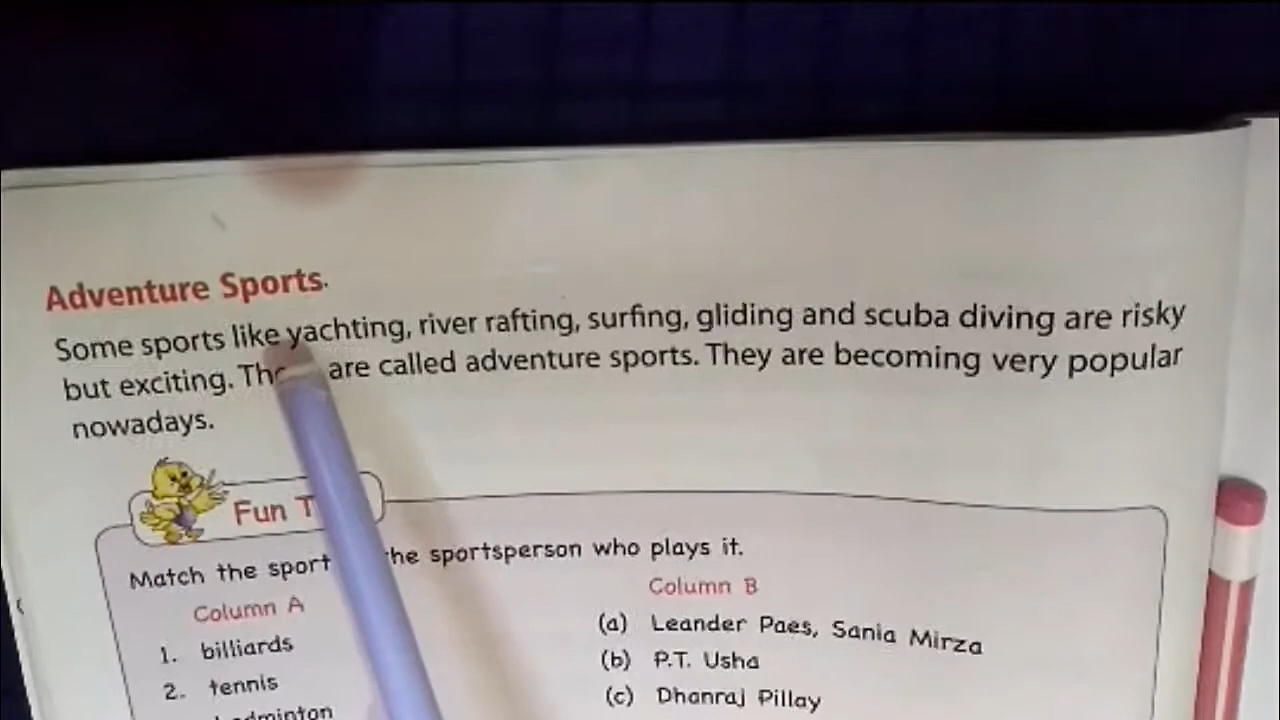 Adventure Sports.
Some sports like yachting, river rafting, surfing, gliding and scuba diving are risky
but exciting. are called adventure sports. They are becoming very popular
nowadays.
Fun
Match the sport the sportsperson who plays it.
Column A
Column B
1. billiards
(a) Leander Paes, Sania Mirza
2. tennis
(b) P.T. Usha
badminton
(c) Dhanraj Pillay